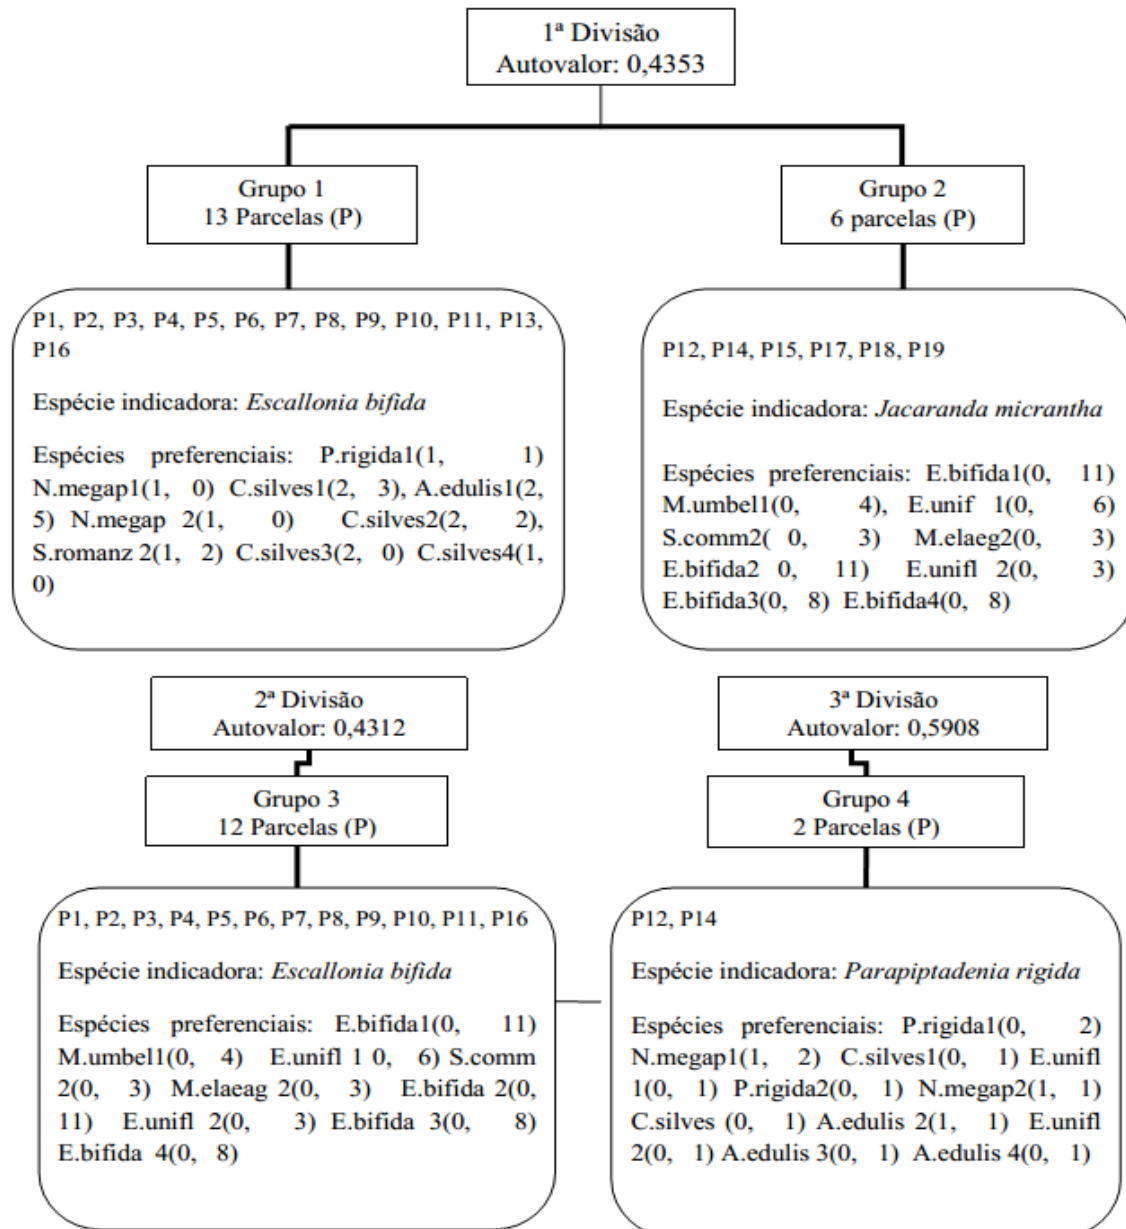 1ª Divisão
Autovalor: 0,4353
Grupo 1
13 Parcelas (P)
Grupo 2
6 parcelas (P)
P1, P2, P3, P4, P5, P6, P7, P8, P9, P10, P11, P13,
P16
Espécie indicadora: Escallonia bifida
Espécies preferenciais: P.rigida1(1, 1)
N.megap1(1, 0) C.silves1(2, 3), A.edulis1(2,
5) N.megap 2(1, 0) C.silves2(2, 2),
S.romanz 2(1, 2) C.silves3(2, 0) C.silves4(1,
0)
P12, P14, P15, P17, P18, P19
Espécie indicadora: Jacaranda micrantha
Espécies preferenciais: E.bifida1(0, 11)
M.umbel1(0, 4), E.unif 1(0, 6)
S.comm2( 0, 3) M.elaeg2(0, 3)
E.bifida2 0, 11) E.unifl 2(0, 3)
E.bifida3(0, 8) E.bifida4(0, 8)
2ª Divisão
Autovalor: 0,4312
Grupo 3
12 Parcelas (P)
3ª Divisão
Autovalor: 0,5908
Grupo 4
2 Parcelas (P)
P1, P2, P3, P4, P5, P6, P7, P8, P9, P10, P11, P16
Espécie indicadora: Escallonia bifida
Espécies preferenciais: E.bifida1(0, 11)
M.umbel1(0, 4) E.unifl 1 0, 6) S.comm
2(0, 3) M.elaeag 2(0, 3) E.bifida 2(0,
11) E.unifl 2(0, 3) E.bifida 3(0, 8)
E.bifida 4(0, 8)
P12, P14
Espécie indicadora: Parapiptadenia rigida
Espécies preferenciais: P.rigida1(0, 2)
N.megap1(1, 2) C.silves1(0, 1) E.unifl
1(0, 1) P.rigida2(0, 1) N.megap2(1, 1)
C.silves (0, 1) A.edulis 2(1, 1) E.unifl
2(0, 1) A.edulis 3(0, 1) A.edulis 4(0, 1)